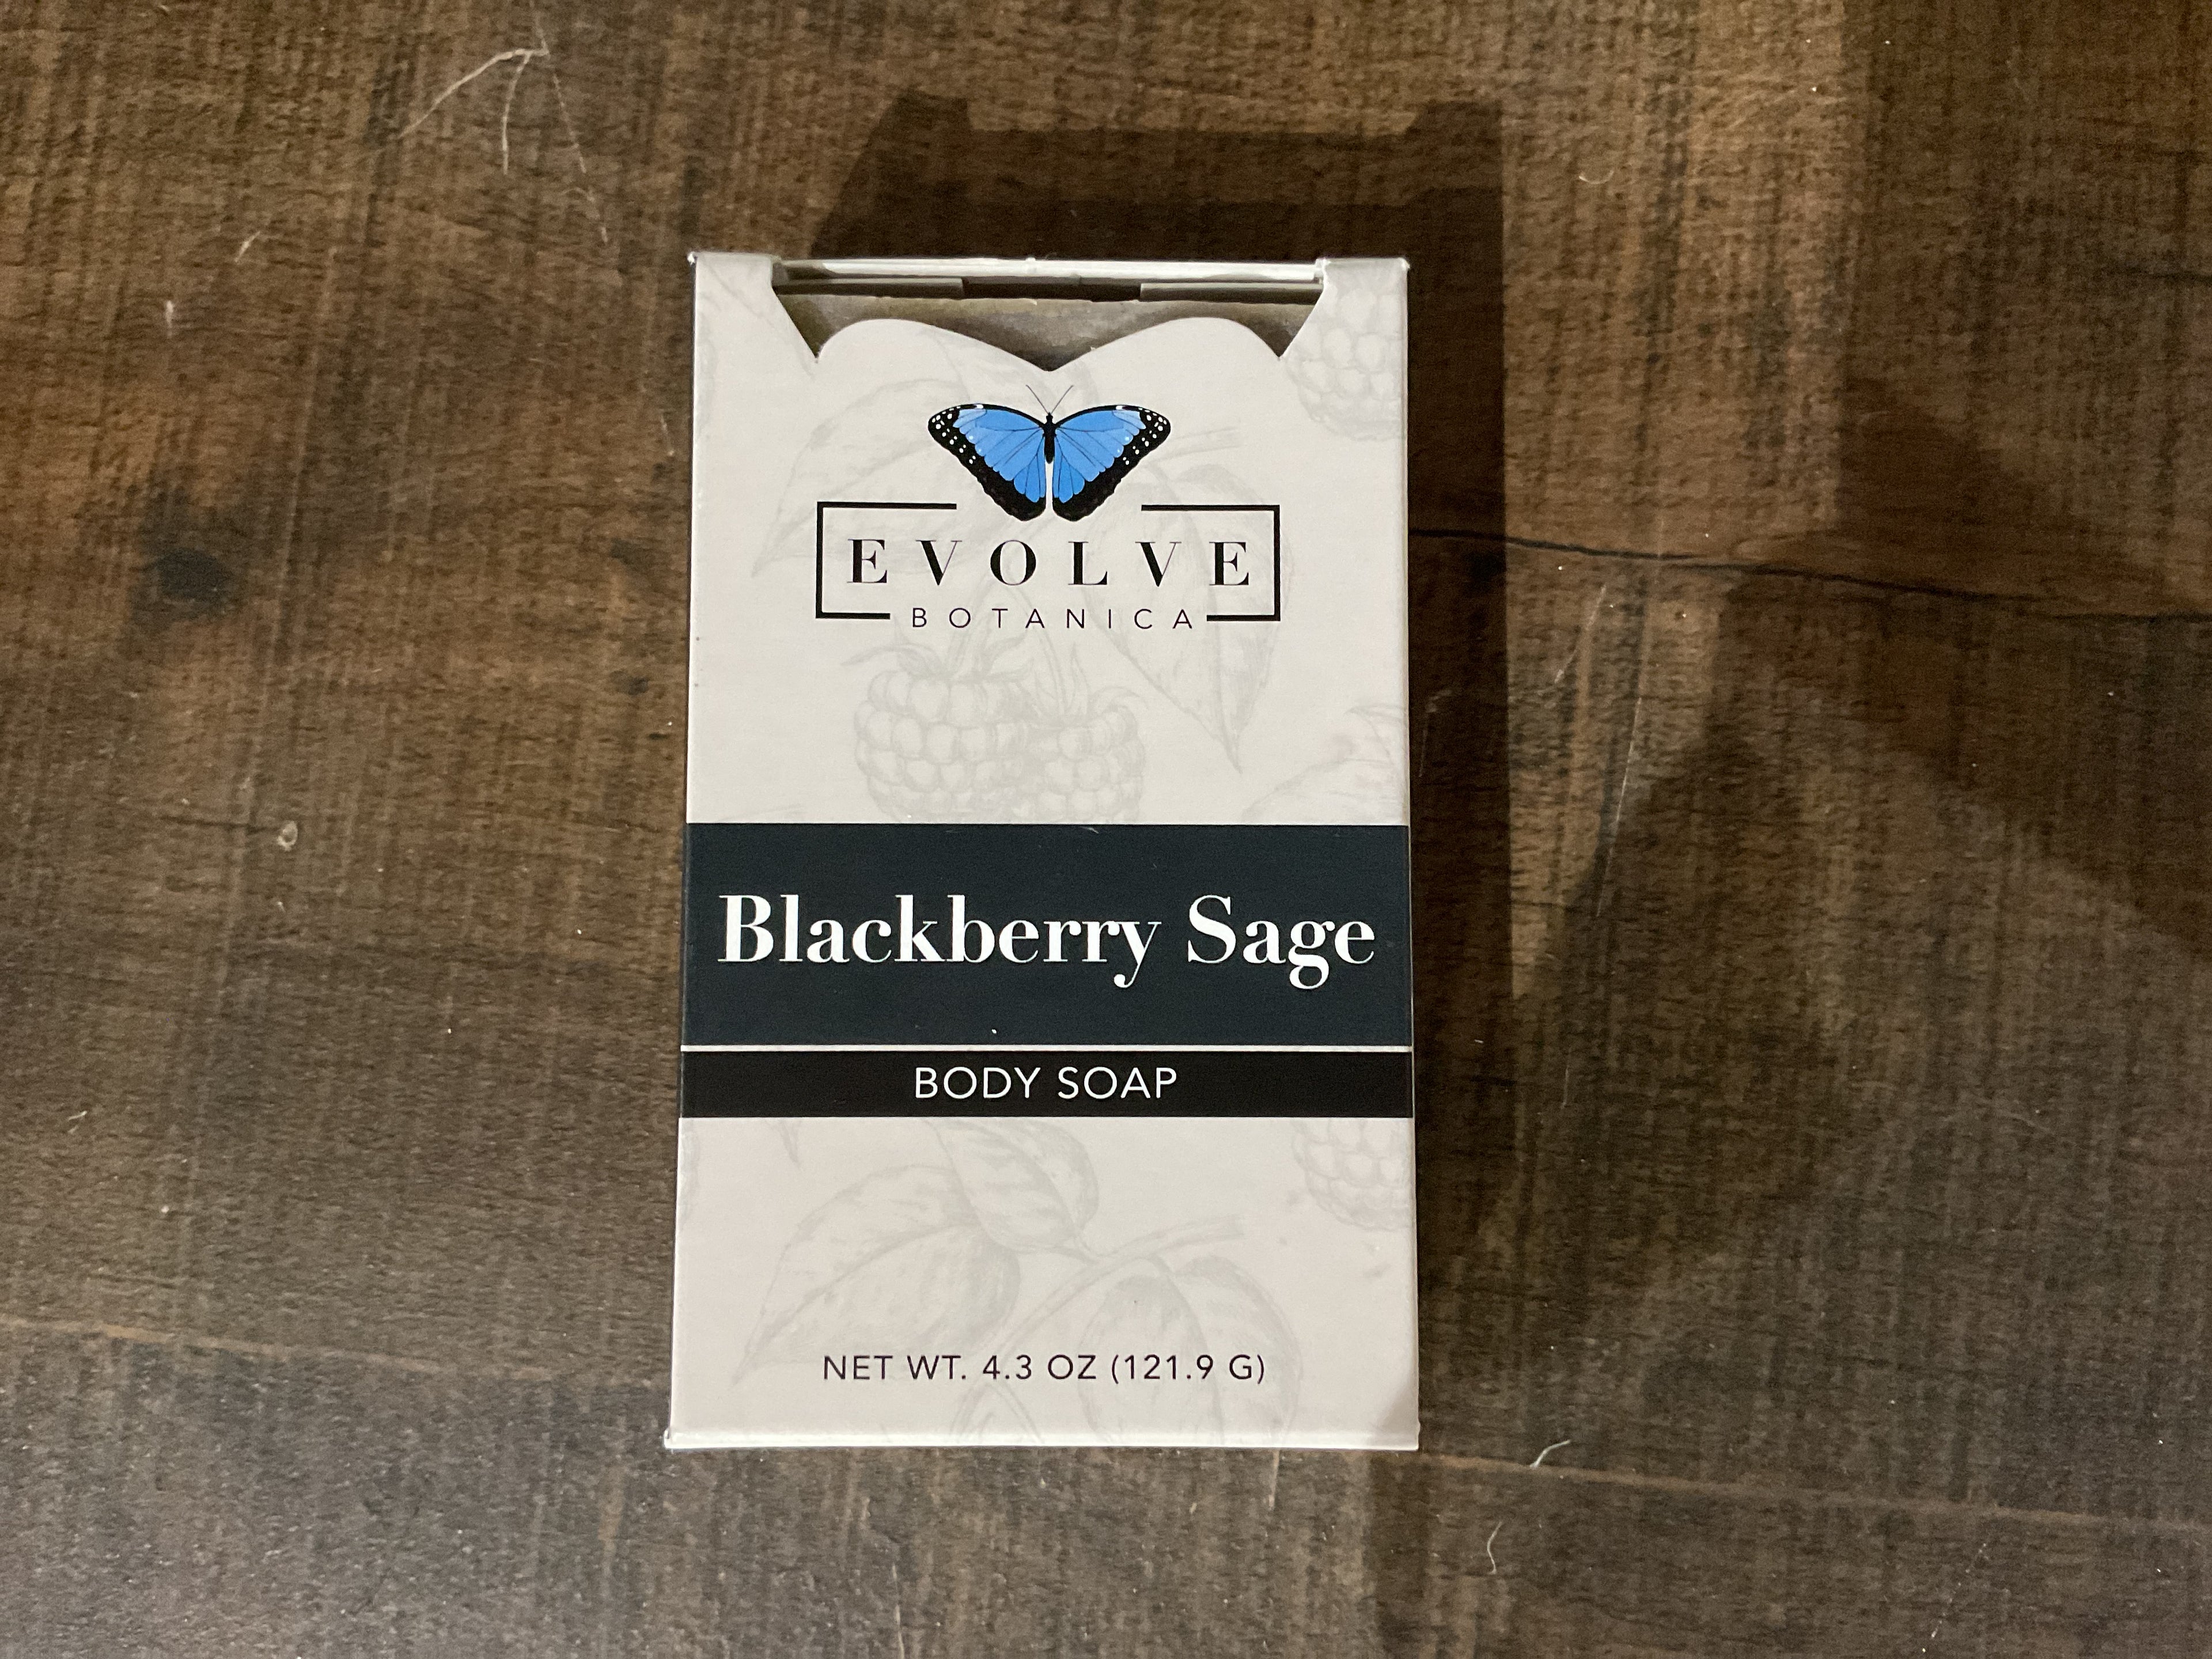 EVOLVE
BOTANICA
Blackberry Sage
BODY SOAP
NET WT. 4.3 OZ (121.9 G)